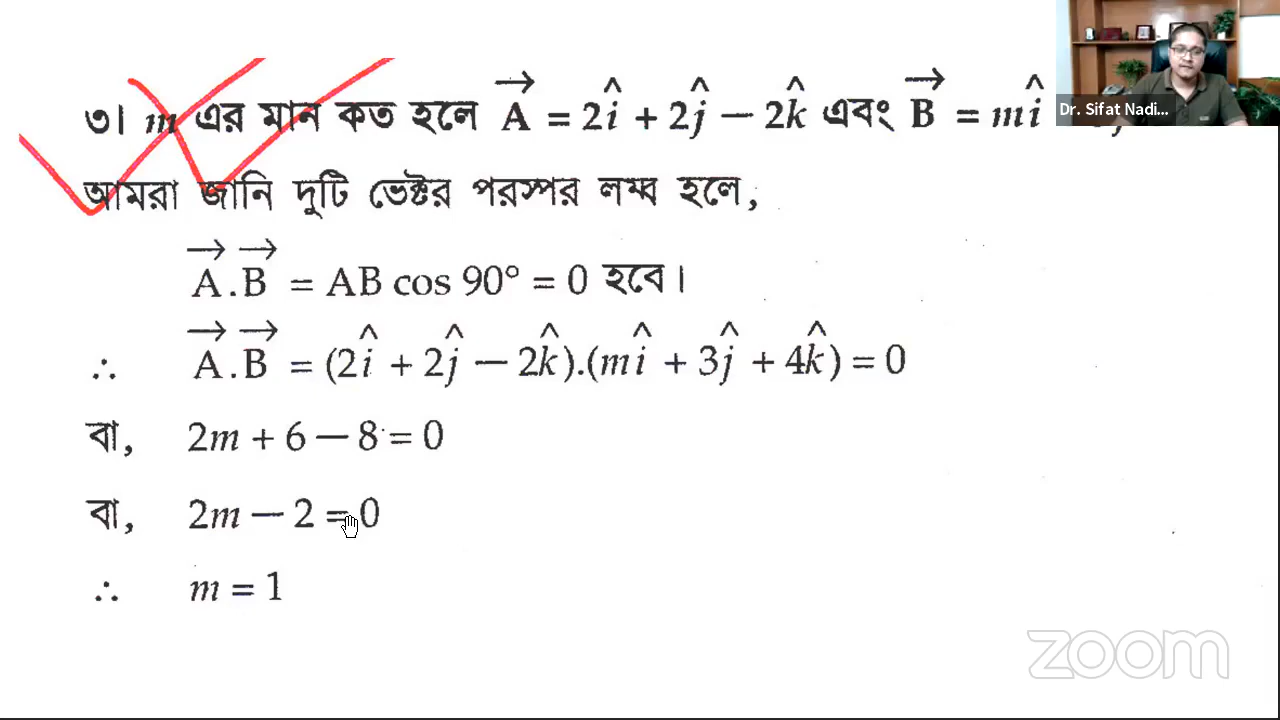 ৩। m এর মান কত হলে A⃗ = 2î + 2ĵ − 2k̂ এবং B⃗ = mî
Dr. Sifat Nadi...
আমরা জানি দুটি ভেক্টর পরস্পর লম্ব হলে,
A⃗.B⃗ = AB cos 90° = 0 হবে।
∴ A⃗.B⃗ = (2î + 2ĵ − 2k̂).(mî + 3ĵ + 4k̂) = 0
বা, 2m + 6 − 8 = 0
বা, 2m − 2 = 0
∴ m = 1
zoom